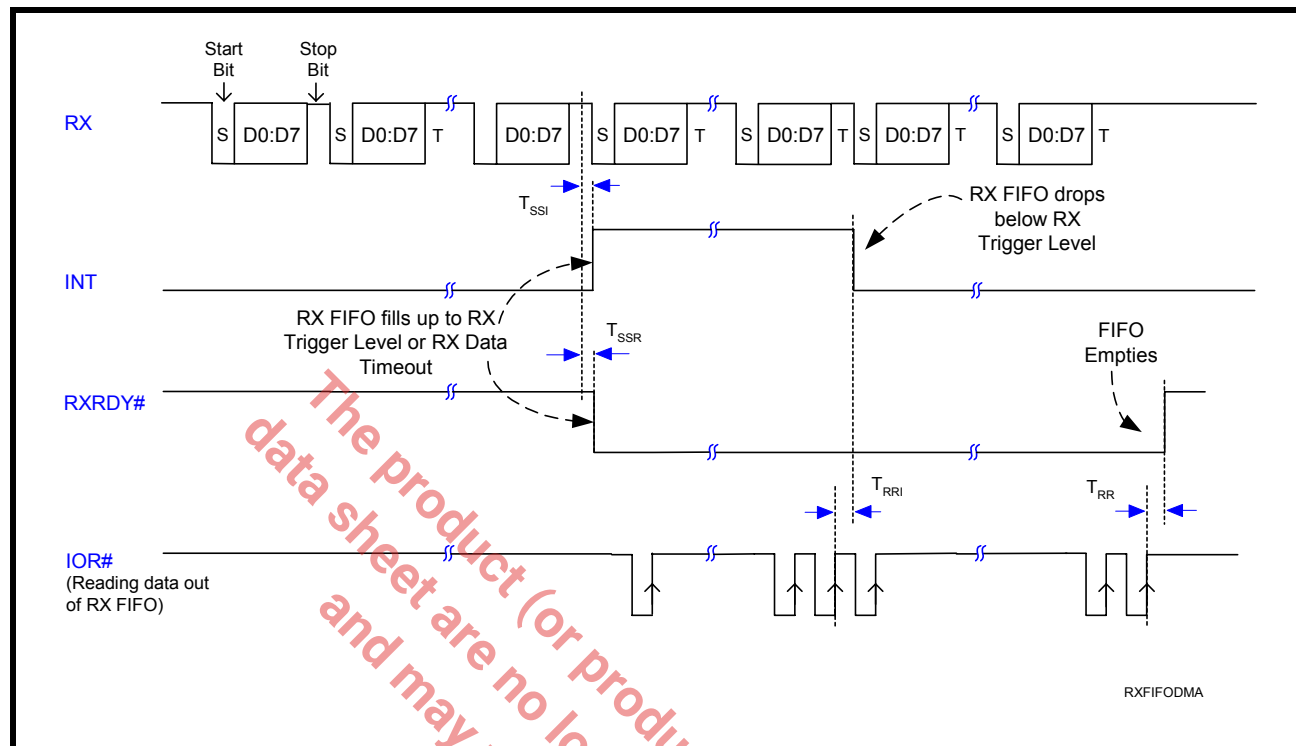 Start
Bit
Stop
Bit
RX
S
D0:D7
S
D0:D7
T
D0:D7
S
D0:D7
T
S
D0:D7
T
S
D0:D7
T
S
D0:D7
T
TSSI
RX FIFO drops
below RX
Trigger Level
INT
RX FIFO fills up to RX
Trigger Level or RX Data
Timeout
TSSR
FIFO
Empties
RXRDY#
TRRI
TRR
IOR#
(Reading data out
of RX FIFO)
RXFIFODMA
The product (or produ
data sheet are no lo
and may